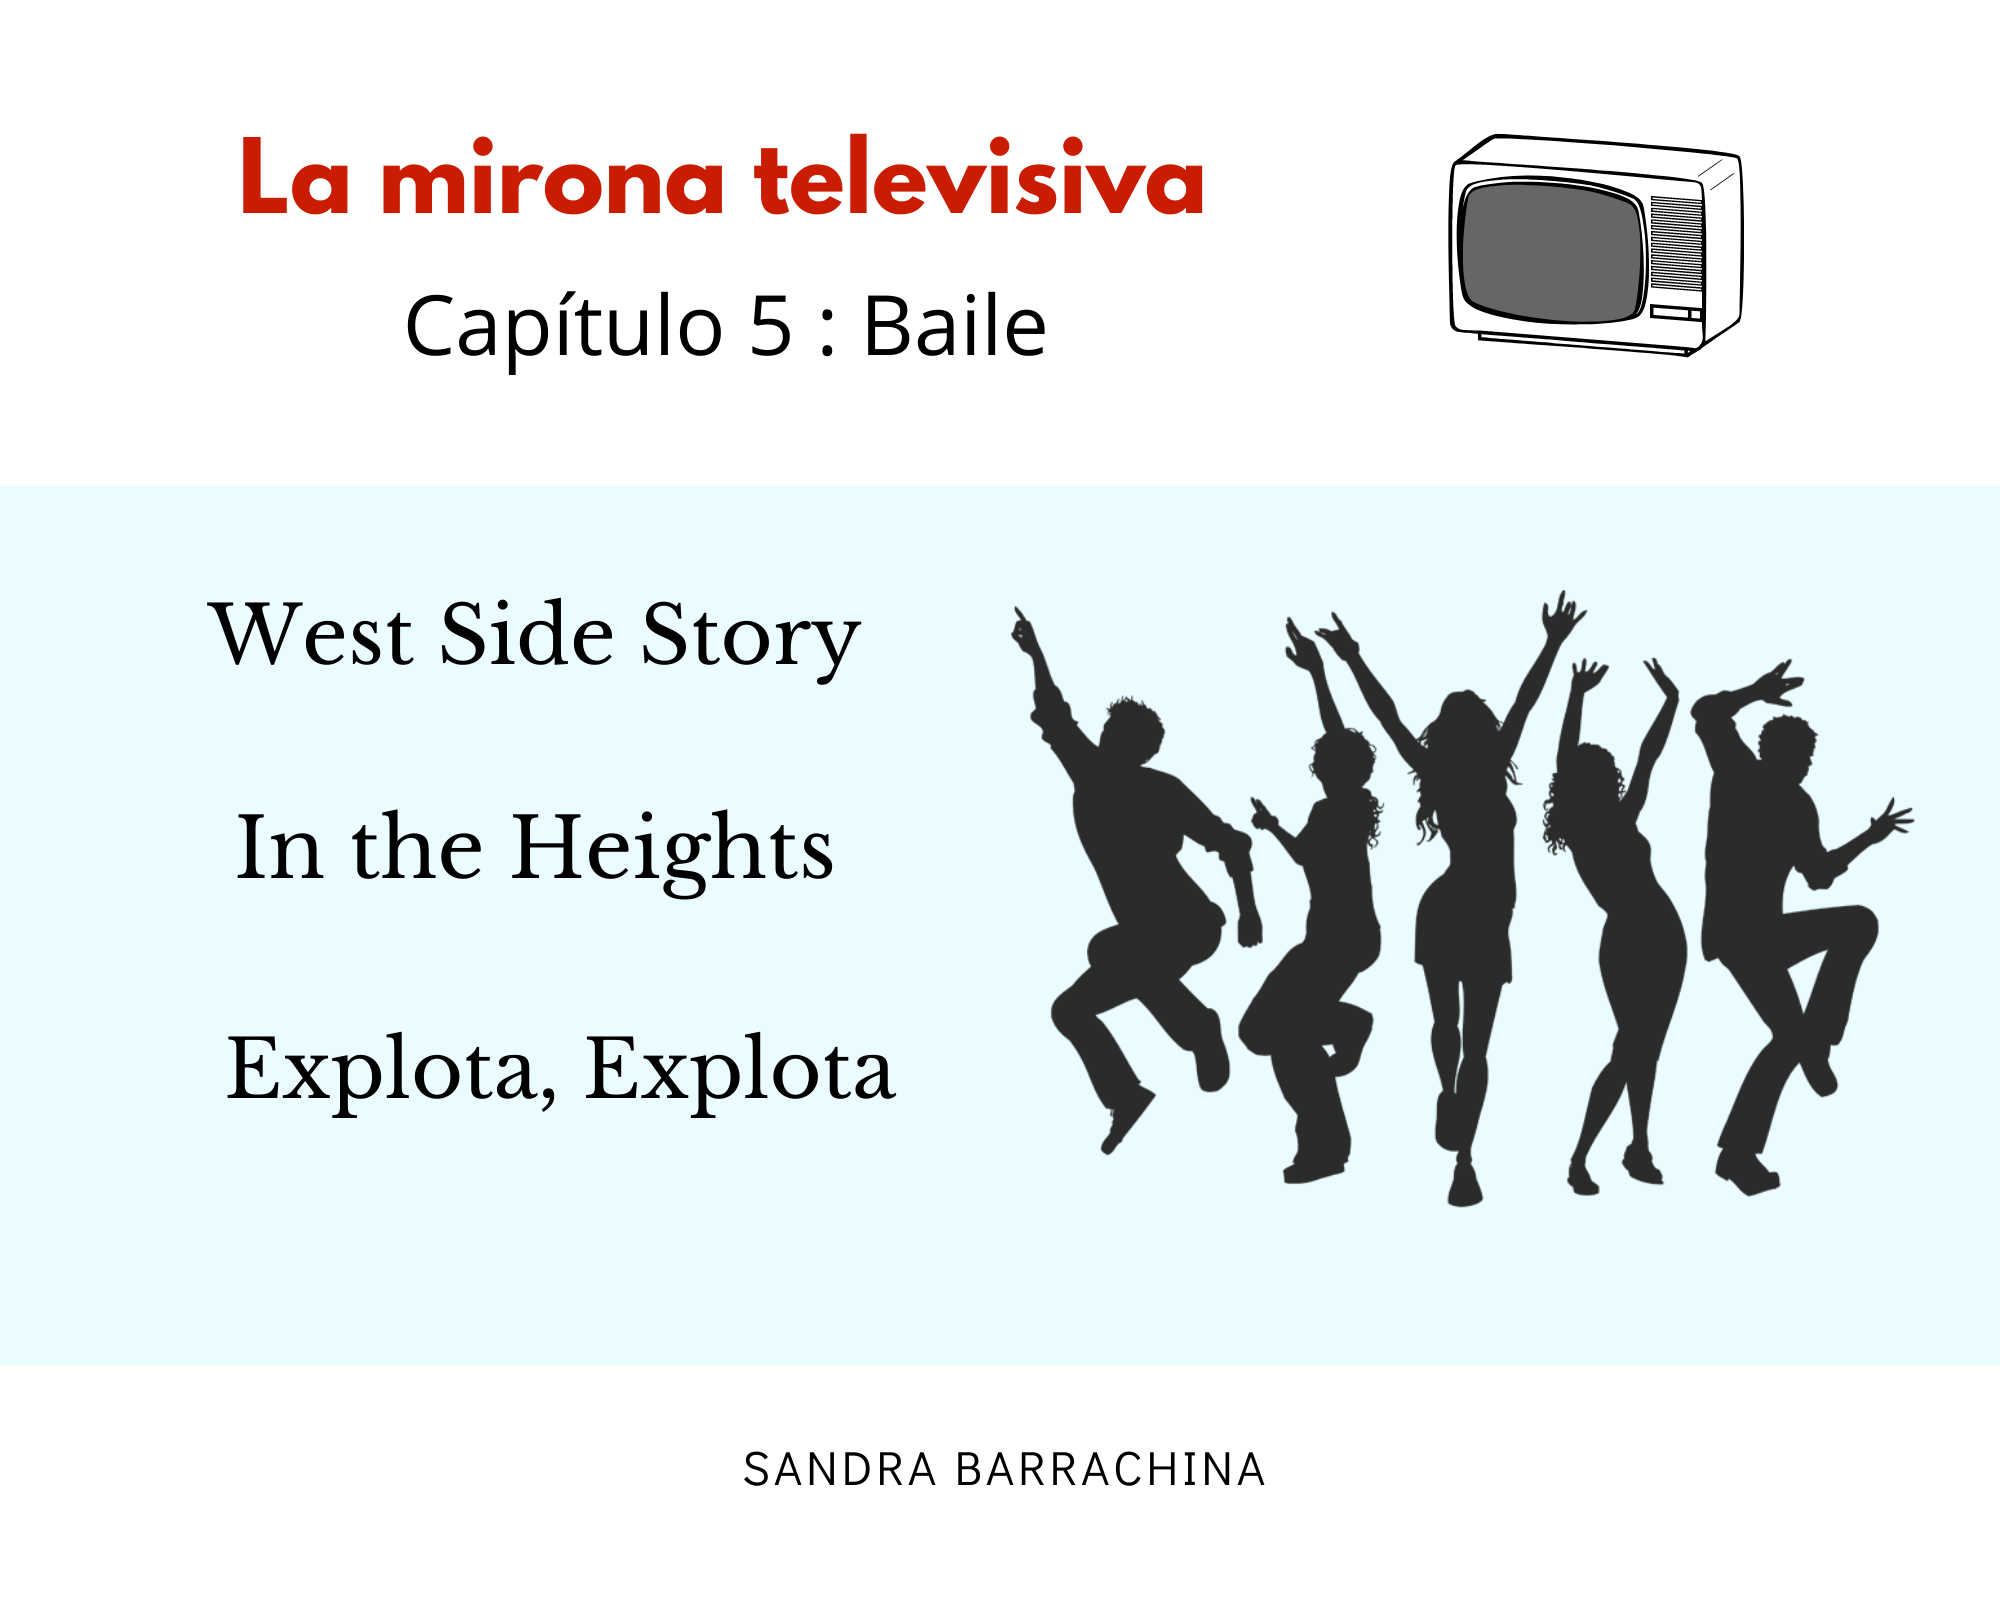 La mirona televisiva
Capítulo 5 : Baile
West Side Story
In the Heights
Explota, Explota
SANDRA BARRACHINA